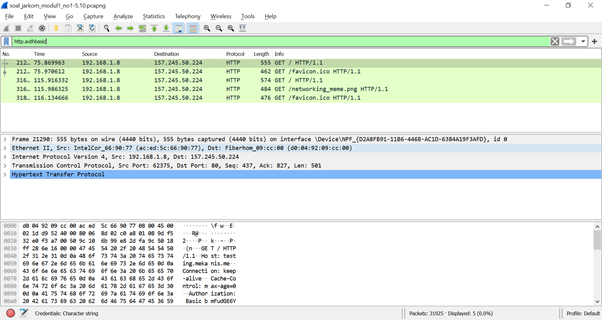 soal_jarkom_modul1_no1-5,10.pcapng
File Edit View Go Capture Analyze Statistics Telephony Wireless Tools Help
http.authbasic
No. Time Source Destination Protocol Length Info
212… 75.869963 192.168.1.8 157.245.50.224 HTTP 555 GET / HTTP/1.1
212… 75.970612 192.168.1.8 157.245.50.224 HTTP 462 GET /favicon.ico HTTP/1.1
316… 115.916332 192.168.1.8 157.245.50.224 HTTP 574 GET / HTTP/1.1
316… 115.986325 192.168.1.8 157.245.50.224 HTTP 484 GET /networking_meme.png HTTP/1.1
318… 116.134666 192.168.1.8 157.245.50.224 HTTP 476 GET /favicon.ico HTTP/1.1
Frame 21290: 555 bytes on wire (4440 bits), 555 bytes captured (4440 bits) on interface \Device\NPF_{D2A8FB91-11B6-446B-AC1D-6384A19F3AFD}, id 0
Ethernet II, Src: IntelCor_66:90:77 (ac:ed:5c:66:90:77), Dst: Fiberhom_09:cc:00 (d0:04:92:09:cc:00)
Internet Protocol Version 4, Src: 192.168.1.8, Dst: 157.245.50.224
Transmission Control Protocol, Src Port: 62375, Dst Port: 80, Seq: 437, Ack: 827, Len: 501
Hypertext Transfer Protocol
0000 d0 04 92 09 cc 00 ac ed 5c 66 90 77 08 00 45 00 ········ \f·w··E·
0010 02 1d d9 52 40 00 80 06 8d 62 c0 a8 01 08 9d f5
0020 32 e0 f3 a7 00 50 9c 10 6b 99 e8 2d fa 9c 50 18
0030 ff 28 6e 16 00 00 47 45 54 20 2f 20 48 54 54 50 ·(n···GE T / HTTP
0040 2f 31 2e 31 0d 0a 48 6f 73 74 3a 20 74 65 73 74 /1.1··Ho st: test
0050 69 6e 67 2e 6d 65 6b 61 6e 69 73 2e 6d 65 0d 0a ing.meka nis.me··
0060 43 6f 6e 6e 65 63 74 69 6f 6e 3a 20 6b 65 65 70 Connecti on: keep
0070 2d 61 6c 69 76 65 0d 0a 43 61 63 68 65 2d 43 6f -alive·· Cache-Co
0080 6e 74 72 6f 6c 3a 20 6d 61 78 2d 61 67 65 3d 30 ntrol: m ax-age=0
0090 0d 0a 41 75 74 68 6f 72 69 7a 61 74 69 6f 6e 3a ··Author ization:
00a0 20 42 61 73 69 63 20 62 6d 46 75 64 47 45 36 59 Basic b mFudGE6Y
Credentials: Character string
Packets: 31925 · Displayed: 5 (0.0%)
Profile: Default